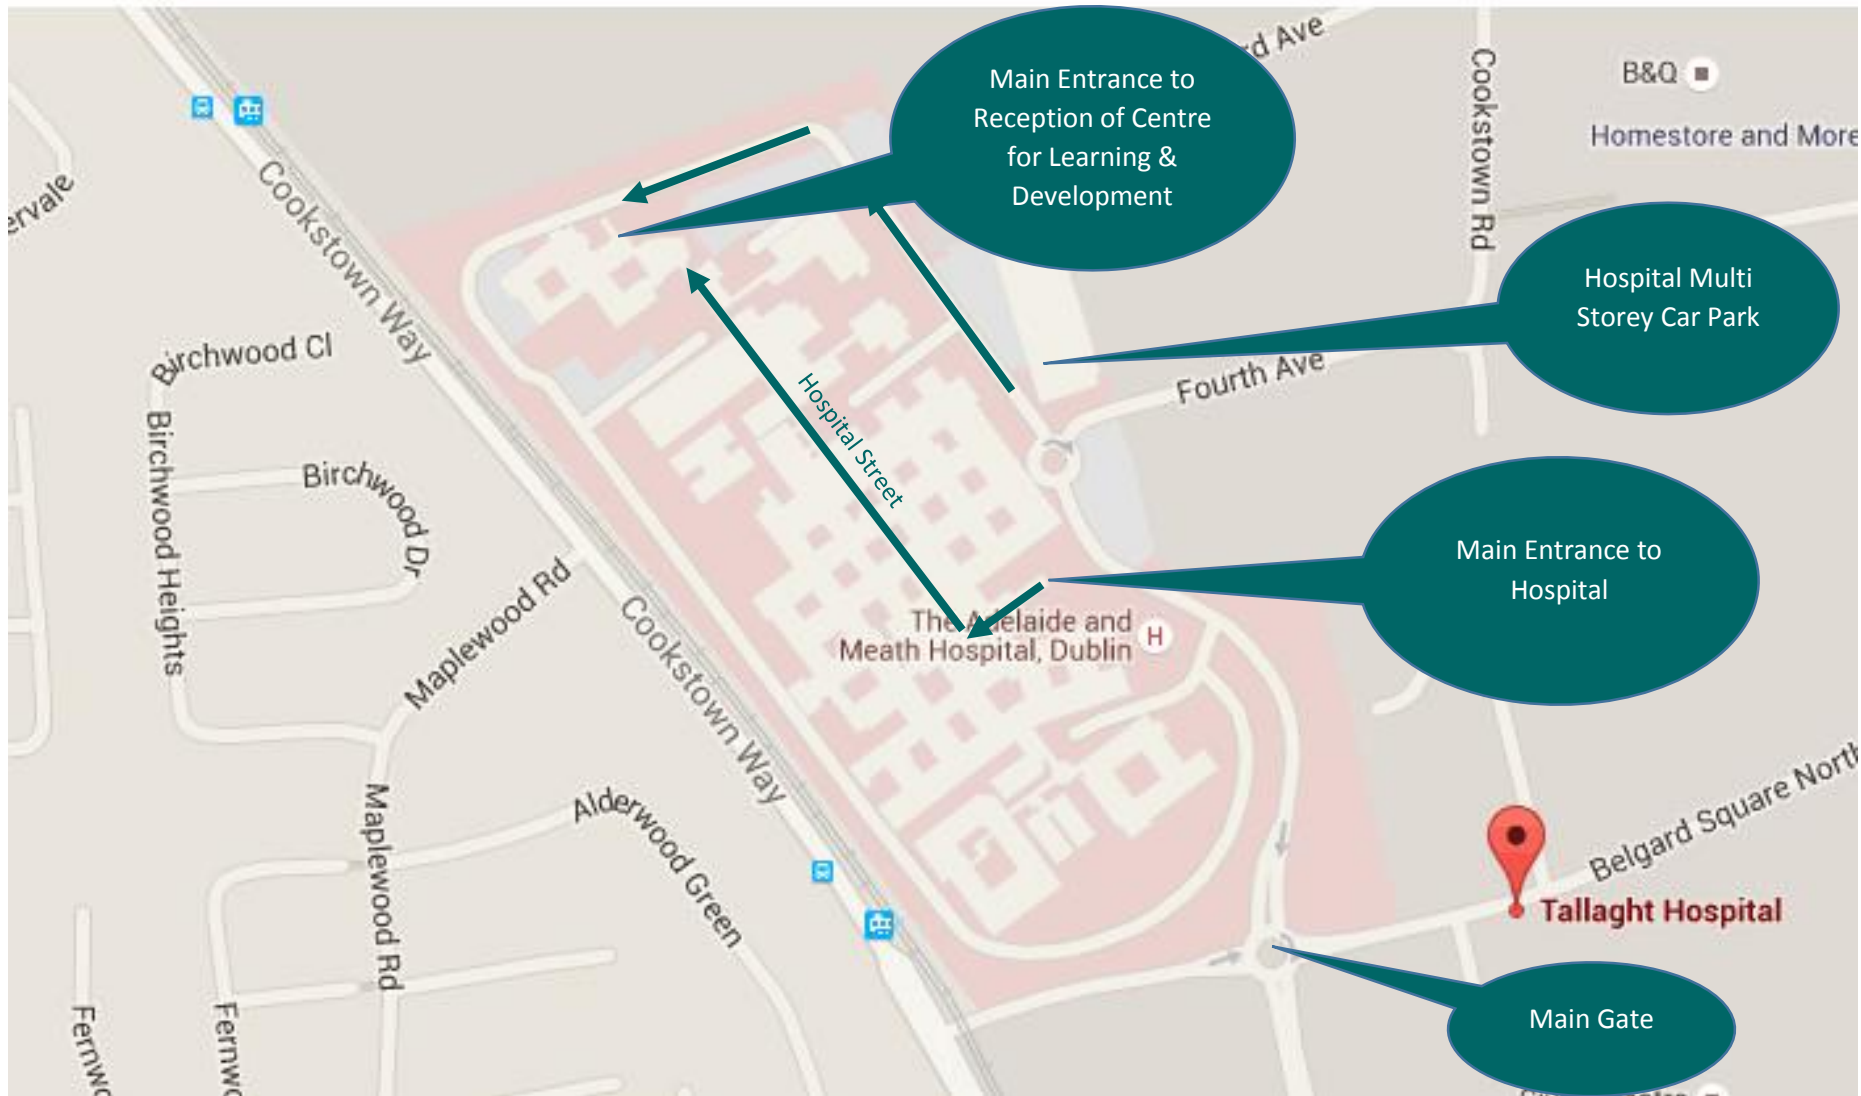 Main Entrance to
Reception of Centre
for Learning &
Development
rd Ave
Cookstown Rd
B&Q
Homestore and More
ervale
Cookstown Way
Hospital Multi
Storey Car Park
Birchwood Cl
Fourth Ave
Hospital Street
Birchwood Heights
Birchwood Dr
Main Entrance to
Hospital
Maplewood Rd
Cookstown Way
The Adelaide and
Meath Hospital, Dublin
H
Maplewood Rd
Alderwood Green
Belgard Square North
Tallaght Hospital
Main Gate
Fernwo
Fernwo